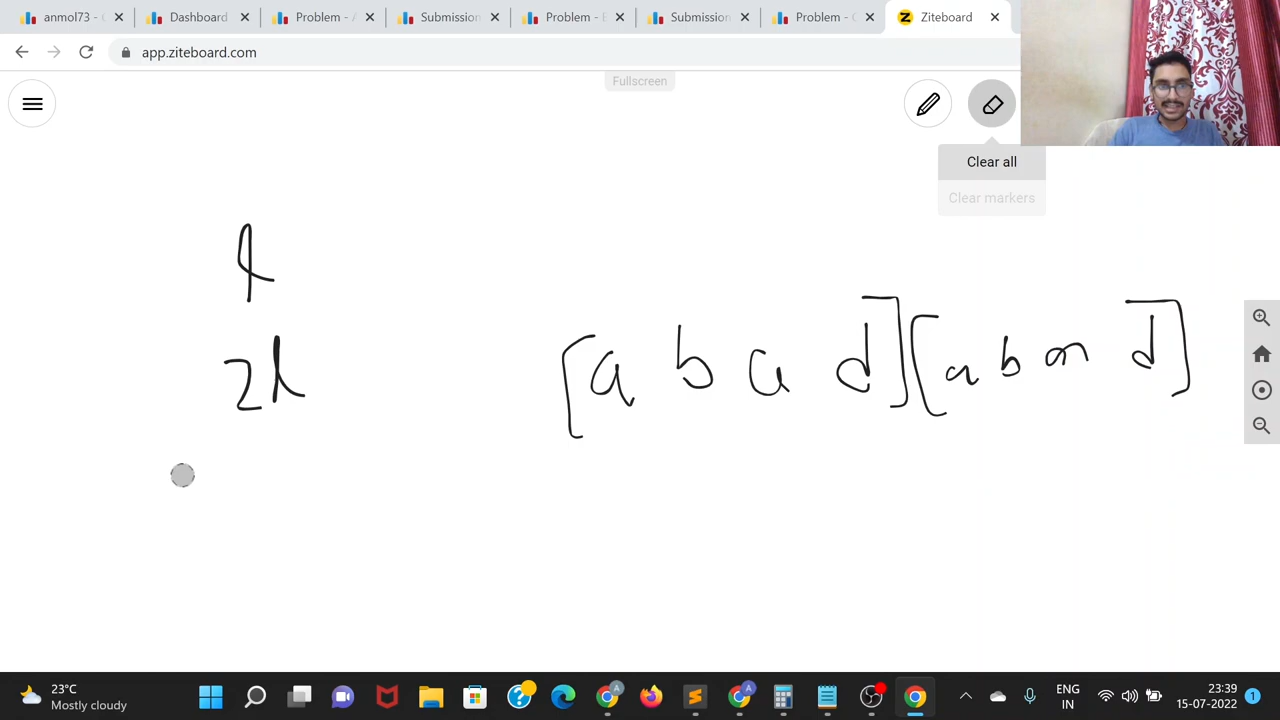 anmol73 - C
Dashboard
Problem - A
Submission
Problem - E
Submission
Problem - C
Ziteboard
app.ziteboard.com
Fullscreen
Clear all
Clear markers
2k
[a b a d] [a b m d]
23°C
Mostly cloudy
ENG
IN
23:39
15-07-2022